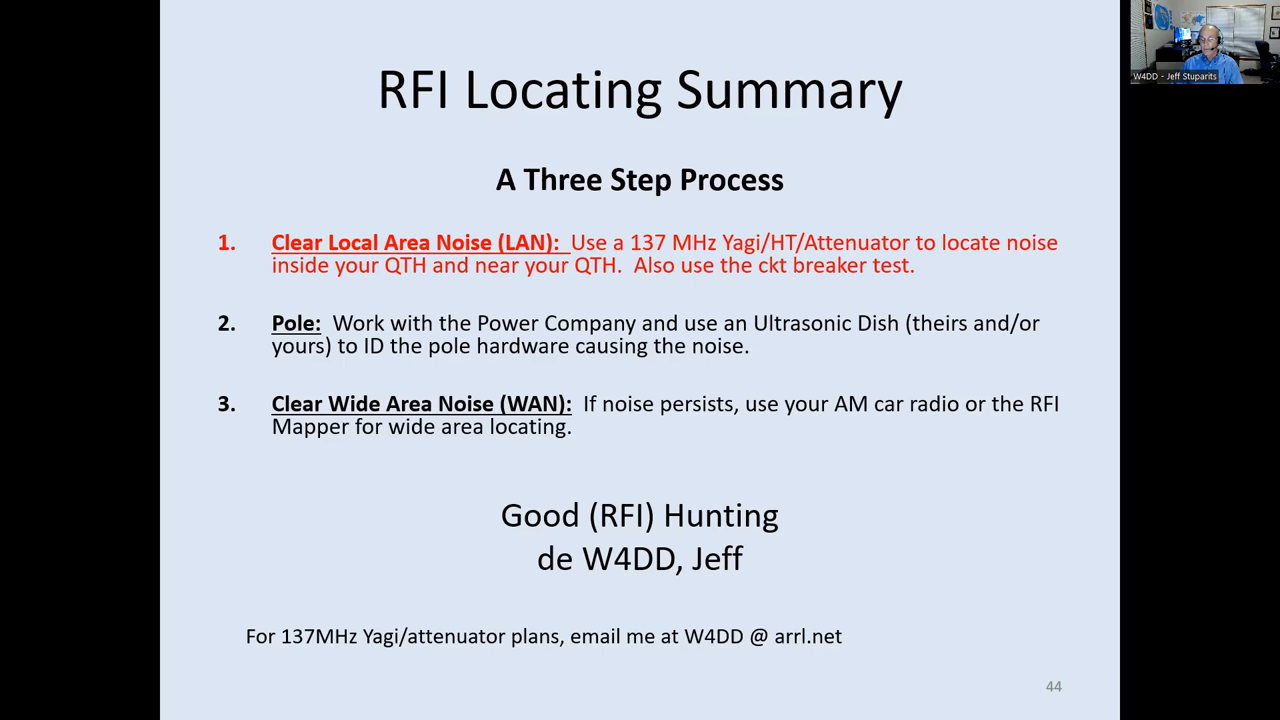 RFI Locating Summary
W4DD - Jeff Stuparits
A Three Step Process
1. Clear Local Area Noise (LAN): Use a 137 MHz Yagi/HT/Attenuator to locate noise
inside your QTH and near your QTH. Also use the ckt breaker test.
2. Pole: Work with the Power Company and use an Ultrasonic Dish (theirs and/or
yours) to ID the pole hardware causing the noise.
3. Clear Wide Area Noise (WAN): If noise persists, use your AM car radio or the RFI
Mapper for wide area locating.
Good (RFI) Hunting
de W4DD, Jeff
For 137MHz Yagi/attenuator plans, email me at W4DD @ arrl.net
44